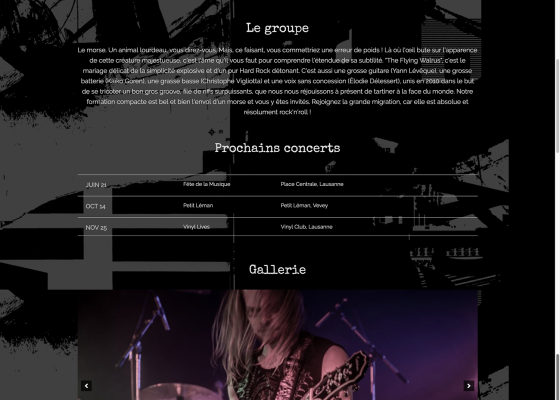 Le groupe
Le morse. Un animal lourdeau, vous direz-vous. Mais, ce faisant, vous commettriez une erreur de poids ! Là où l'œil bute sur l'apparence
de cette créature majestueuse, c'est l'âme qu'il vous faut pour comprendre l'étendue de sa subtilité. "The Flying Walrus", c'est le
mariage délicat de la simplicité explosive et d'un pur Hard Rock détonant. C'est aussi une grosse guitare (Yann Lévêque), une grosse
batterie (Kikko Gören), une grasse basse (Christophe Vigliotta) et une voix sans concession (Élodie Délessert), unis en 2010 dans le but
de se tricoter un bon gros groove, filé de riffs surpuissants, que nous nous réjouissons à présent de tartiner à la face du monde. Notre
formation compacte est bel et bien l'envol d'un morse et vous y êtes invités. Rejoignez la grande migration, car elle est absolue et
résolument rock'n'roll !
Prochains concerts
JUIN 21 Fête de la Musique Place Centrale, Lausanne
OCT 14 Petit Léman Petit Léman, Vevey
NOV 25 Vinyl Lives Vinyl Club, Lausanne
Gallerie